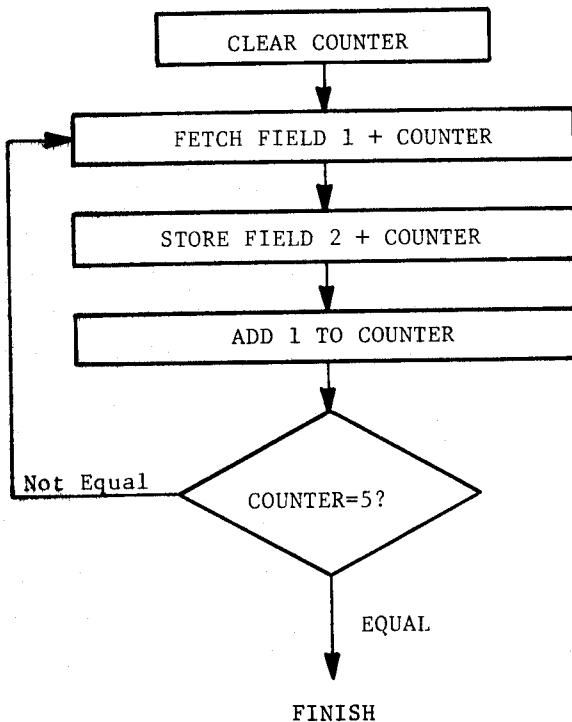 CLEAR COUNTER
FETCH FIELD 1 + COUNTER
STORE FIELD 2 + COUNTER
ADD 1 TO COUNTER
Not Equal
COUNTER=5?
EQUAL
FINISH